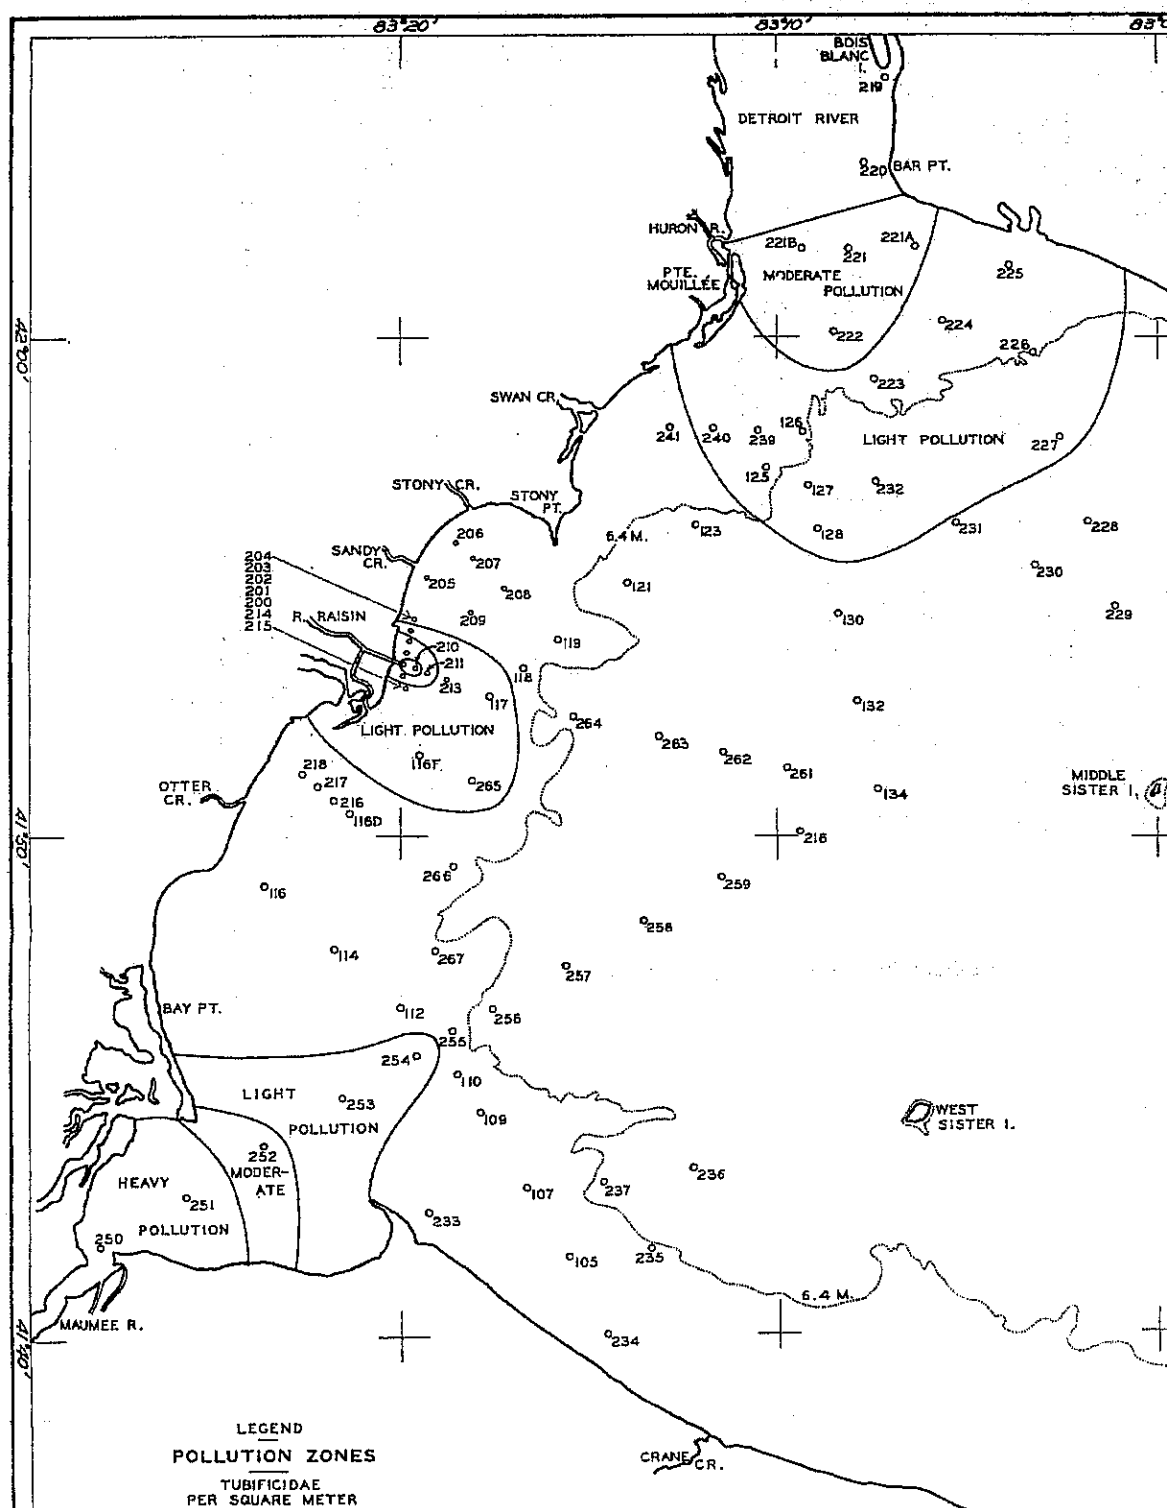 83°20'
83°10'
BOIS
BLANC
I.
219
DETROIT RIVER
220
BAR PT.
HURON R.
221B
221
221A
225
PTE.
MOUILLÉE
MODERATE
POLLUTION
222
224
226
42°00'
223
SWAN CR.
241
240
239
126
LIGHT POLLUTION
227
125
127
232
STONY CR.
STONY
PT.
6.4 M.
123
128
231
228
206
207
SANDY
CR.
205
208
121
230
229
204
203
202
201
200
214
215
R. RAISIN
209
210
211
213
119
118
130
117
264
132
LIGHT POLLUTION
263
262
261
116F
265
134
MIDDLE
SISTER I.
218
217
216
116D
OTTER
CR.
218
41°50'
266
259
116
258
114
267
257
BAY PT.
112
256
255
254
110
LIGHT
POLLUTION
253
109
WEST
SISTER I.
252
MODER-
ATE
HEAVY
POLLUTION
251
107
237
236
250
233
105
235
6.4 M.
MAUMEE R.
41°40'
234
CRANE
CR.
LEGEND
POLLUTION ZONES
TUBIFICIDAE
PER SQUARE METER